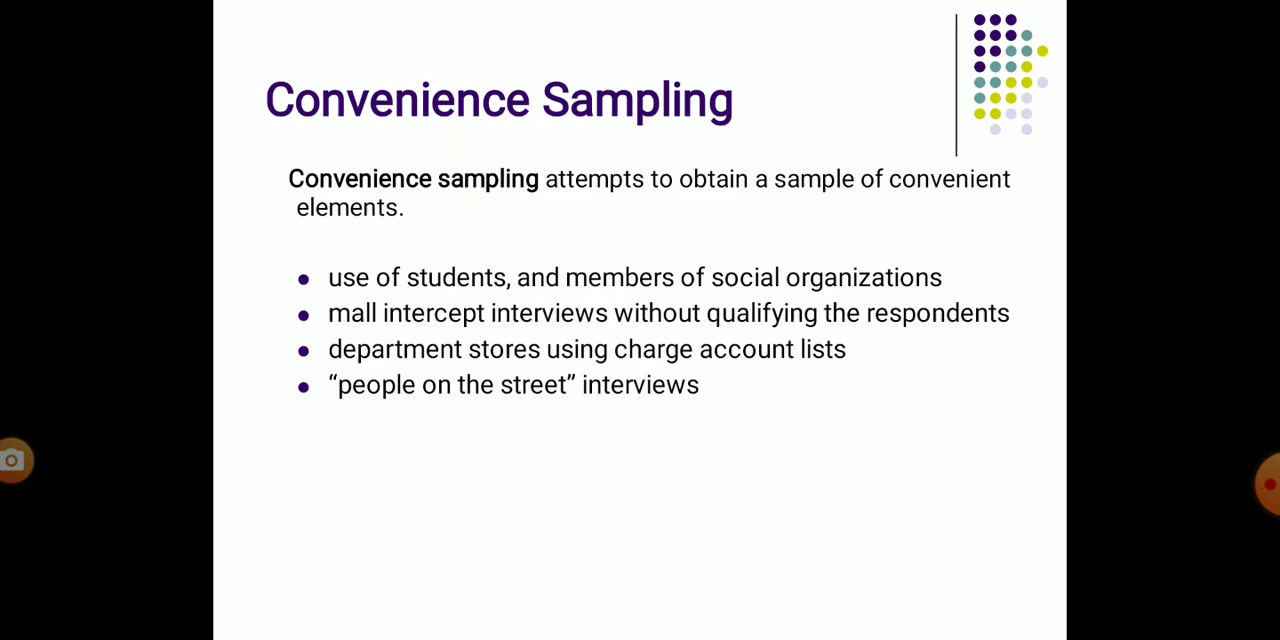 Convenience Sampling
Convenience sampling attempts to obtain a sample of convenient
elements.
● use of students, and members of social organizations
● mall intercept interviews without qualifying the respondents
● department stores using charge account lists
● “people on the street” interviews